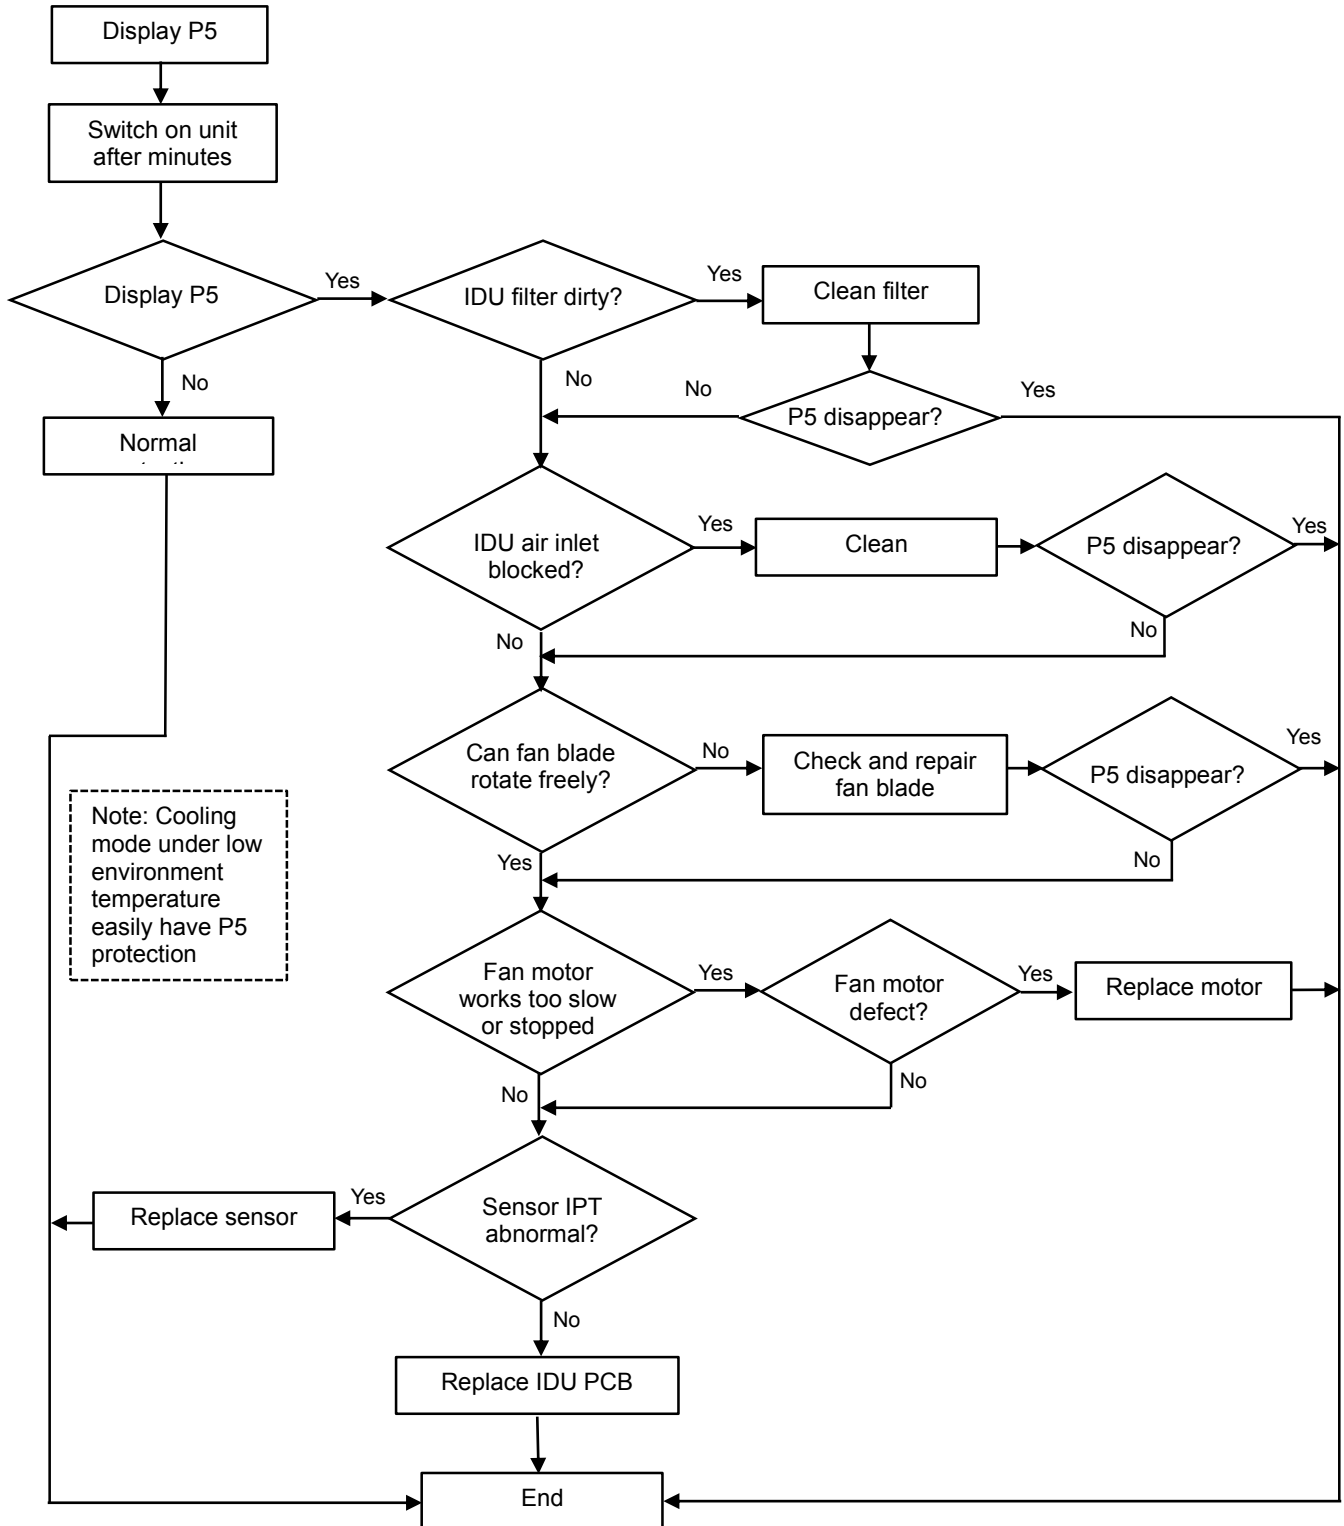 Display P5
Switch on unit
after minutes
Display P5
Yes
IDU filter dirty?
Yes
Clean filter
No
No
No
P5 disappear?
Yes
Normal
IDU air inlet
blocked?
Yes
Clean
P5 disappear?
Yes
No
No
Can fan blade
rotate freely?
No
Check and repair
fan blade
P5 disappear?
Yes
Yes
No
Note: Cooling
mode under low
environment
temperature
easily have P5
protection
Fan motor
works too slow
or stopped
Yes
Fan motor
defect?
Yes
Replace motor
No
No
Replace sensor
Yes
Sensor IPT
abnormal?
No
Replace IDU PCB
End